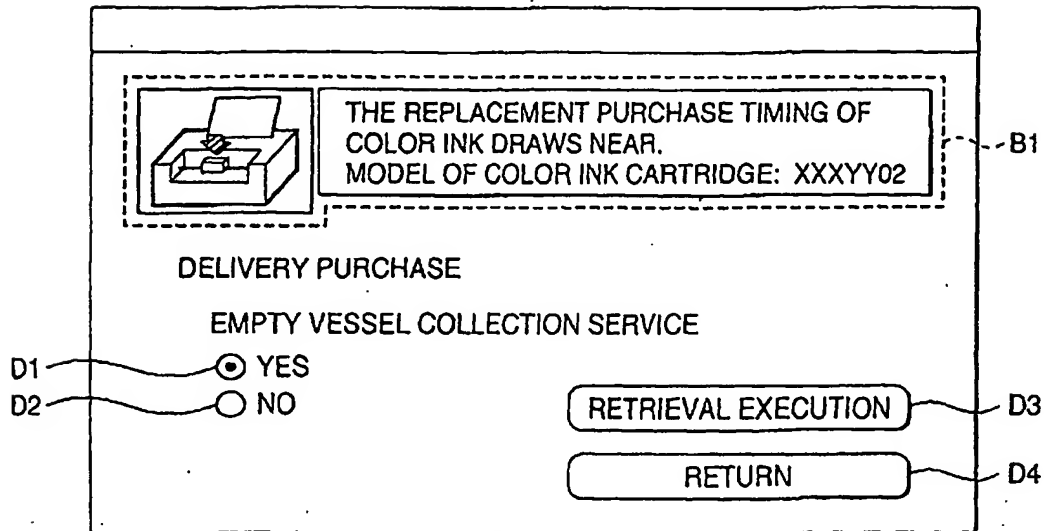 THE REPLACEMENT PURCHASE TIMING OF
COLOR INK DRAWS NEAR.
MODEL OF COLOR INK CARTRIDGE: XXXYY02
B1
DELIVERY PURCHASE
EMPTY VESSEL COLLECTION SERVICE
D1 YES
D2 NO
RETRIEVAL EXECUTION D3
RETURN D4